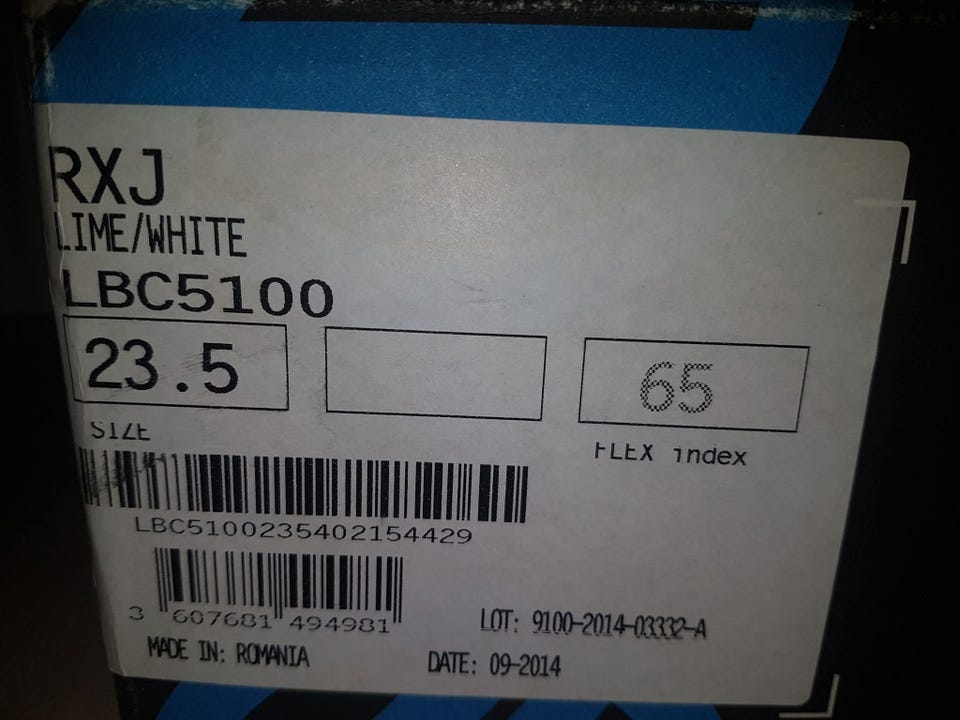 RXJ
LIME/WHITE
LBC5100
23.5
65
SIZE
FLEX index
LBC5100235402154429
3 607681 494981
LOT: 9100-2014-03332-A
MADE IN: ROMANIA
DATE: 09-2014